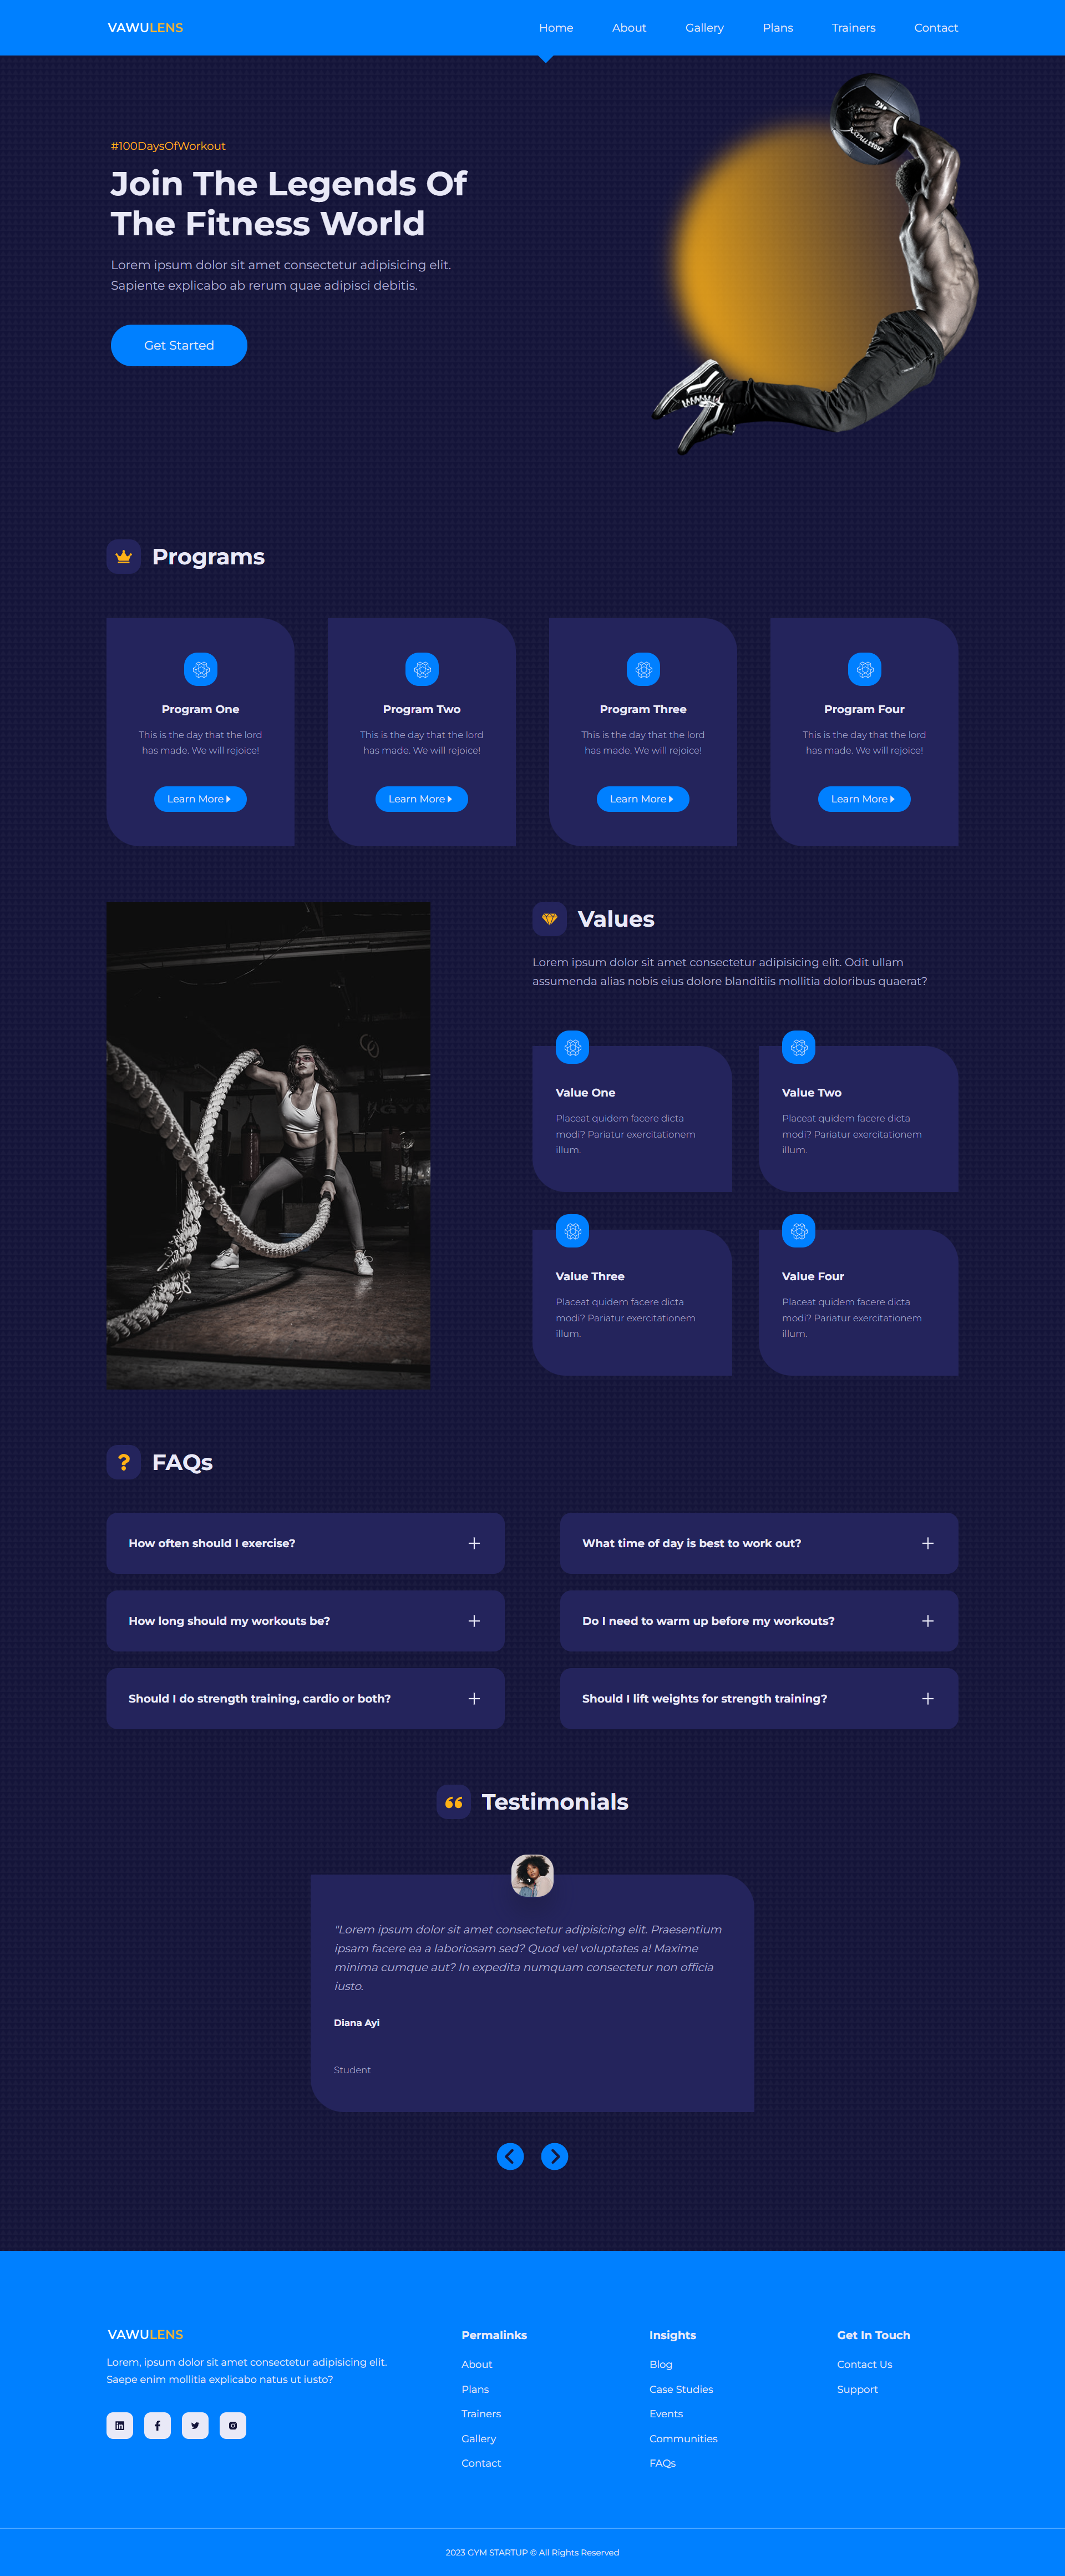 VAWULENS
Home About Gallery Plans Trainers Contact
#100DaysOfWorkout
Join The Legends Of
The Fitness World
Lorem ipsum dolor sit amet consectetur adipisicing elit.
Sapiente explicabo ab rerum quae adipisci debitis.
Get Started
Programs
Program One
This is the day that the lord
has made. We will rejoice!
Learn More
Program Two
This is the day that the lord
has made. We will rejoice!
Learn More
Program Three
This is the day that the lord
has made. We will rejoice!
Learn More
Program Four
This is the day that the lord
has made. We will rejoice!
Learn More
Values
Lorem ipsum dolor sit amet consectetur adipisicing elit. Odit ullam
assumenda alias nobis eius dolore blanditiis mollitia doloribus quaerat?
Value One
Placeat quidem facere dicta
modi? Pariatur exercitationem
illum.
Value Two
Placeat quidem facere dicta
modi? Pariatur exercitationem
illum.
Value Three
Placeat quidem facere dicta
modi? Pariatur exercitationem
illum.
Value Four
Placeat quidem facere dicta
modi? Pariatur exercitationem
illum.
FAQs
How often should I exercise?
What time of day is best to work out?
How long should my workouts be?
Do I need to warm up before my workouts?
Should I do strength training, cardio or both?
Should I lift weights for strength training?
Testimonials
"Lorem ipsum dolor sit amet consectetur adipisicing elit. Praesentium
ipsam facere ea a laboriosam sed? Quod vel voluptates a! Maxime
minima cumque aut? In expedita numquam consectetur non officia
iusto.
Diana Ayi
Student
VAWULENS
Lorem, ipsum dolor sit amet consectetur adipisicing elit.
Saepe enim mollitia explicabo natus ut iusto?
Permalinks
About
Plans
Trainers
Gallery
Contact
Insights
Blog
Case Studies
Events
Communities
FAQs
Get In Touch
Contact Us
Support
2023 GYM STARTUP © All Rights Reserved